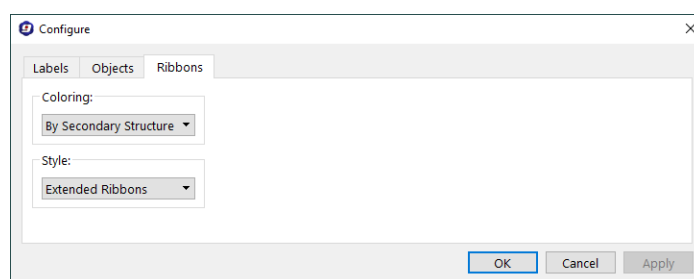 Configure
Labels Objects Ribbons
Coloring:
By Secondary Structure
Style:
Extended Ribbons
OK Cancel Apply